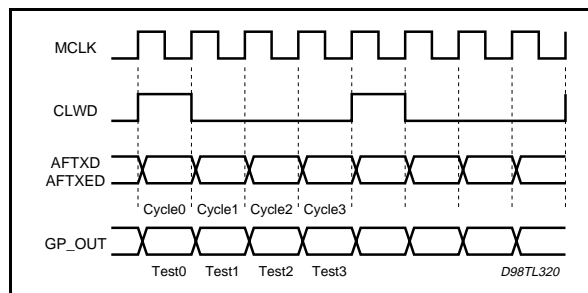 MCLK
CLWD
AFTXD
AFTXED
Cycle0 Cycle1 Cycle2 Cycle3
GP_OUT
Test0 Test1 Test2 Test3
D98TL320